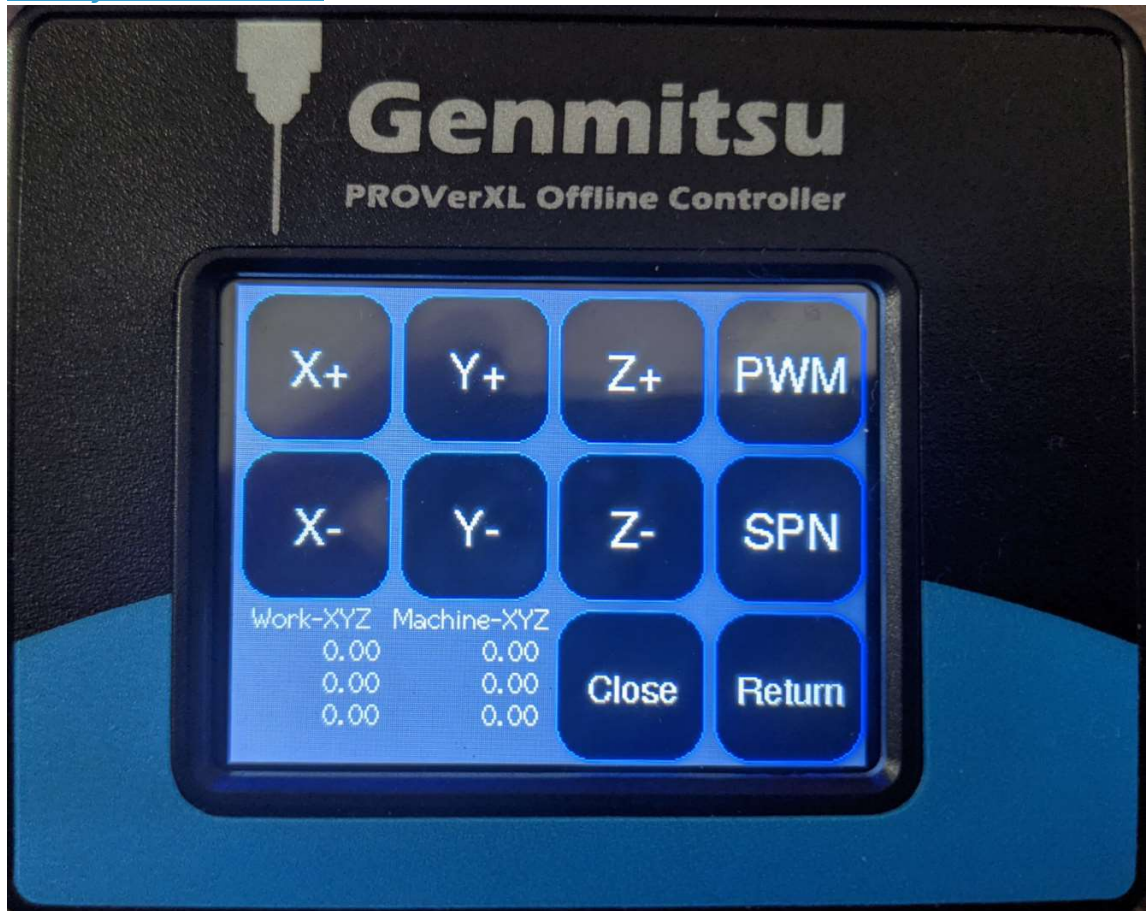 Genmitsu
PROVerXL Offline Controller
X+ Y+ Z+ PWM
X- Y- Z- SPN
Work-XYZ Machine-XYZ
0.00 0.00
0.00 0.00
0.00 0.00
Close Return